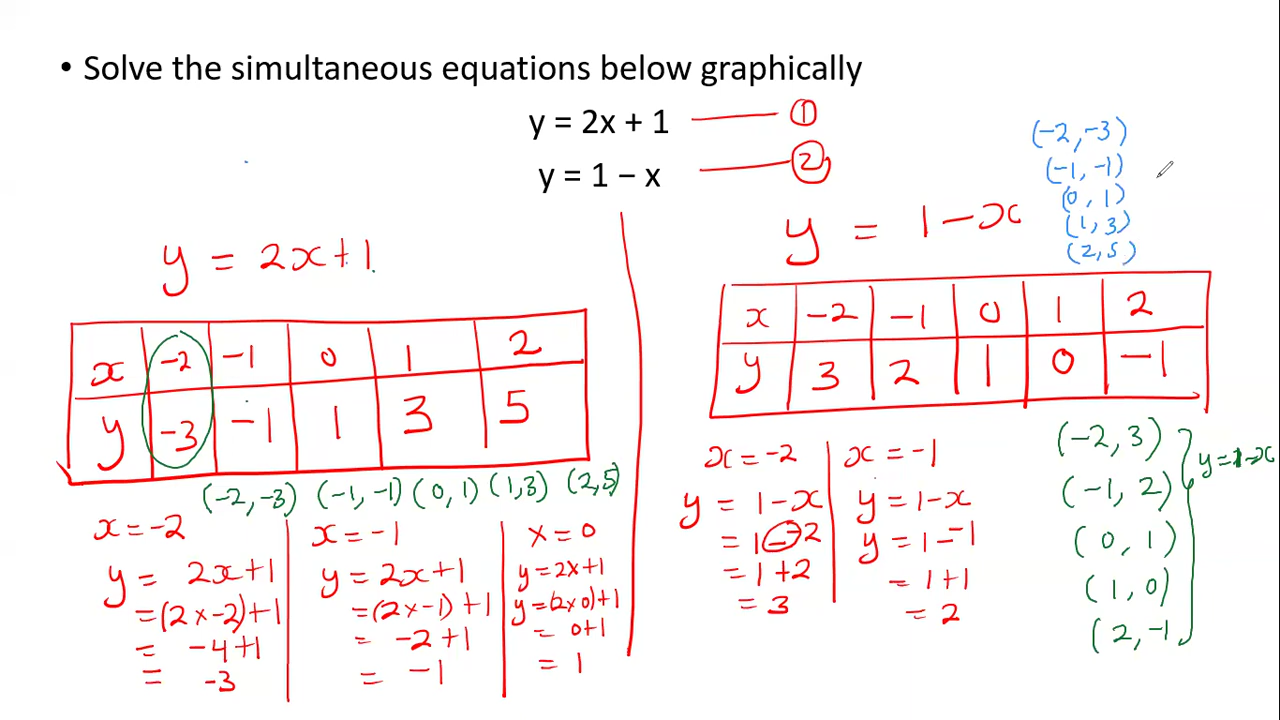 • Solve the simultaneous equations below graphically
y = 2x + 1 ——— ①
y = 1 – x ——— ②
(-2, -3)
(-1, -1)
(0, 1)
(1, 3)
(2, 5)
y = 2x+1
x -2 -1 0 1 2
y -3 -1 1 3 5
(-2, -3) (-1, -1) (0, 1) (1, 3) (2, 5)
x = -2
y = 2x+1
= (2x-2)+1
= -4+1
= -3
x = -1
y = 2x+1
= (2x-1)+1
= -2+1
= -1
x = 0
y = 2x+1
y = (2x0)+1
= 0+1
= 1
y = 1-x
x -2 -1 0 1 2
y 3 2 1 0 -1
x = -2
y = 1-x
= 1--2
= 1+2
= 3
x = -1
y = 1-x
y = 1--1
= 1+1
= 2
(-2, 3)
(-1, 2)
(0, 1)
(1, 0)
(2, -1
y = 1-x